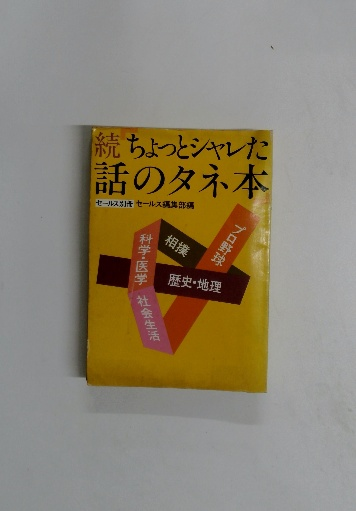 続 ちょっとシャレた
話のタネ本
セールス別冊 セールス編集部編
プロ野球
相撲
科学・医学
歴史・地理
社会生活